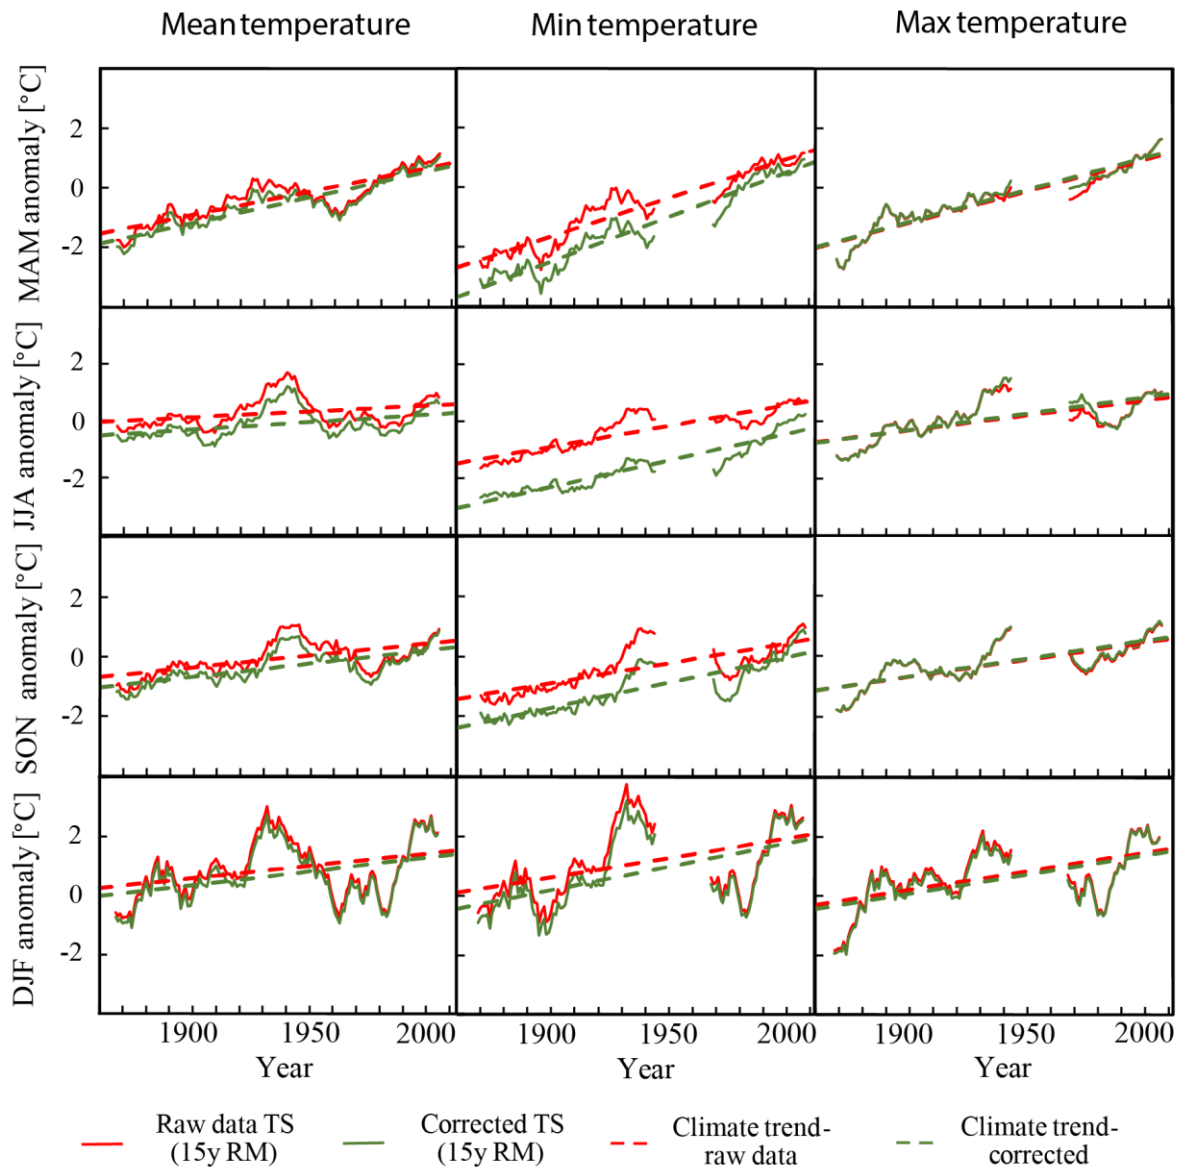 Mean temperature
Min temperature
Max temperature
MAM anomaly [°C]
2
0
-2
JJA anomaly [°C]
2
0
-2
SON anomaly [°C]
2
0
-2
DJF anomaly [°C]
2
0
-2
1900 1950 2000
1900 1950 2000
1900 1950 2000
Year
Year
Year
Raw data TS
(15y RM)
Corrected TS
(15y RM)
Climate trend-
raw data
Climate trend-
corrected